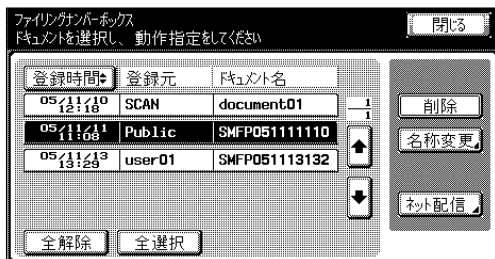 ファイリングナンバーボックス
ドキュメントを選択し、動作指定をしてください
閉じる
登録時間 登録元 ドキュメント名
05/11/10 12:18 SCAN document01
05/11/11 11:08 Public SMFP051111110
05/11/13 13:29 user01 SMFP051113132
1
1
削除
名称変更
ネット配信
全解除 全選択